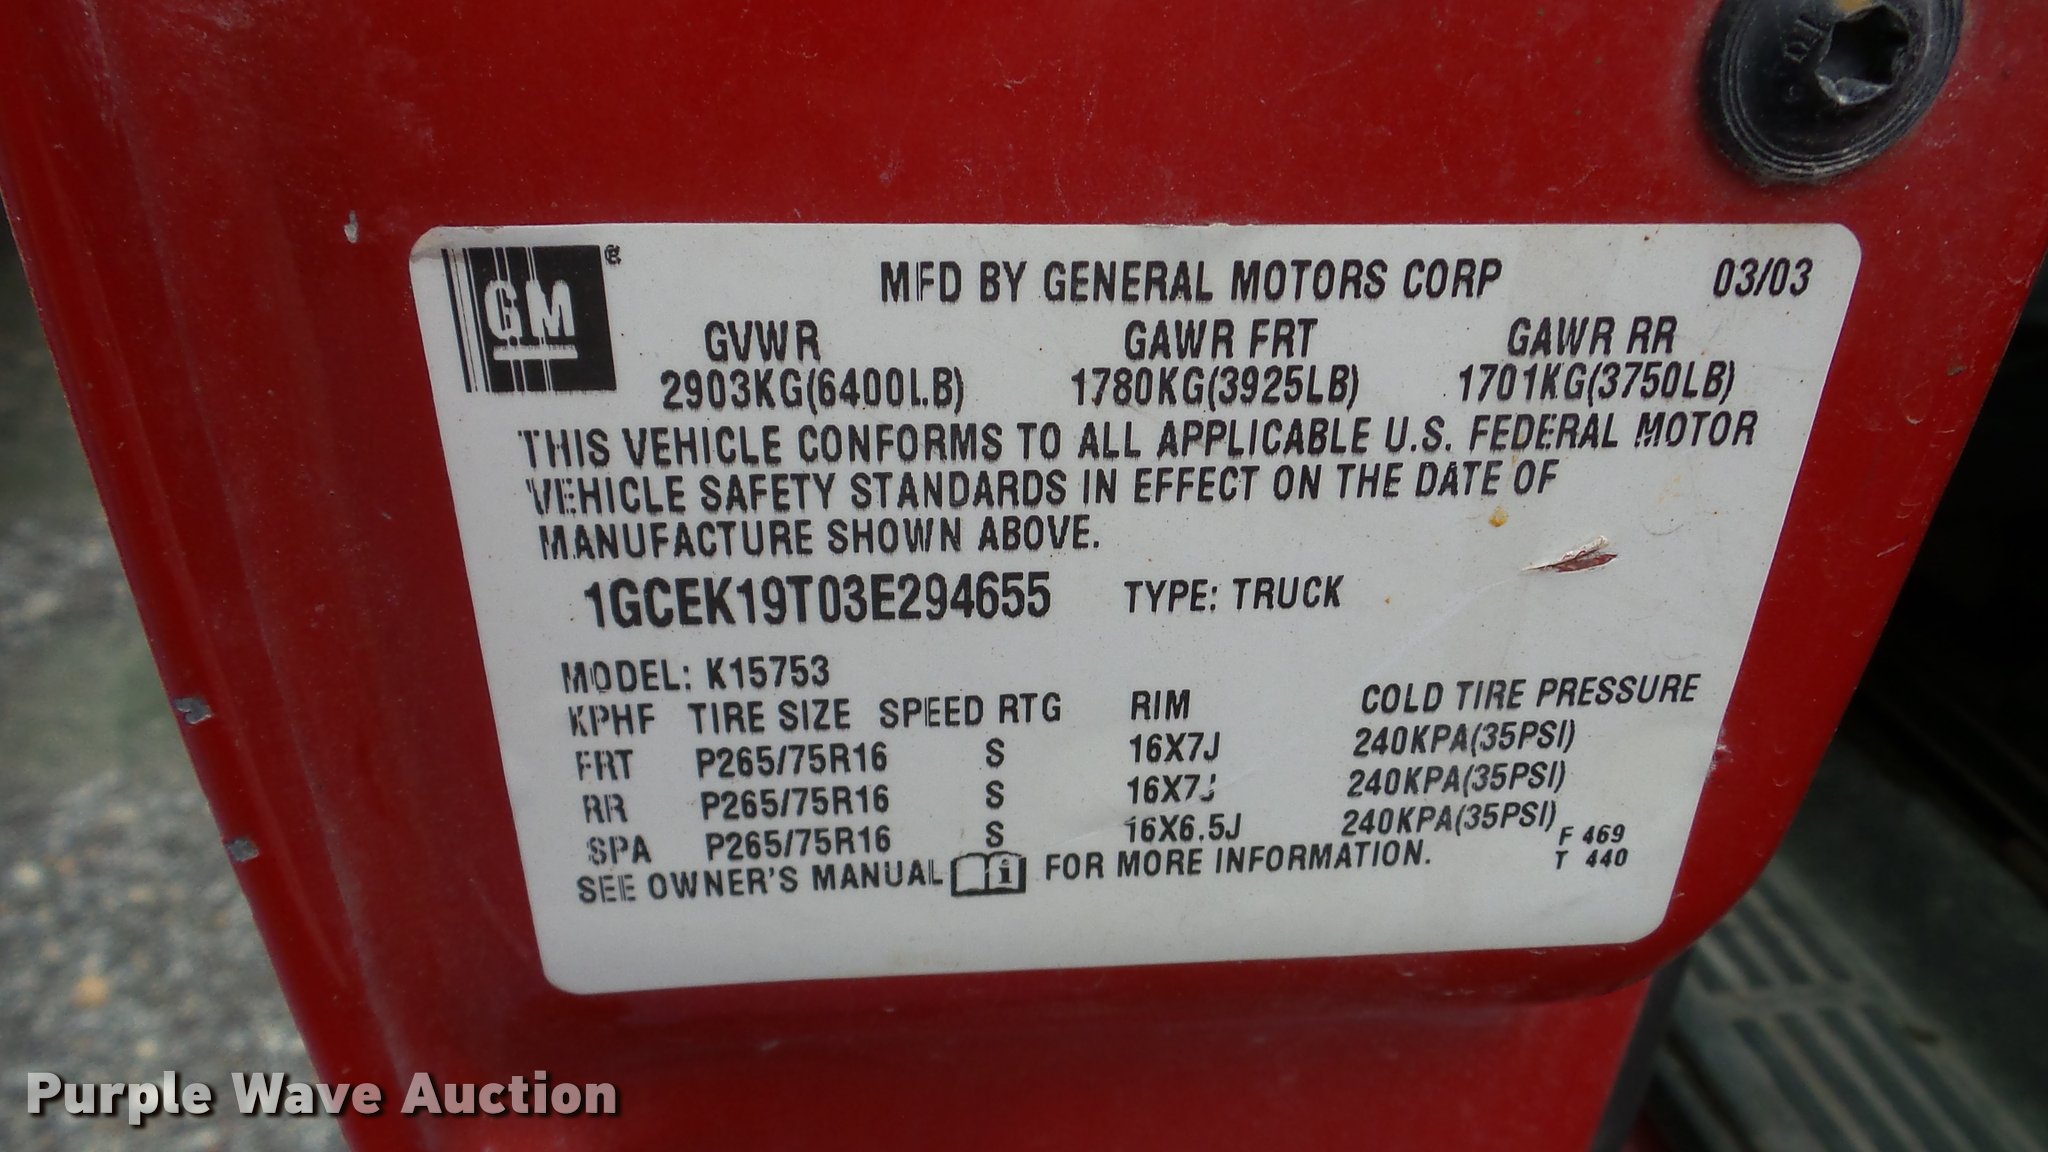 GM®
MFD BY GENERAL MOTORS CORP 03/03
GVWR GAWR FRT GAWR RR
2903KG(6400LB) 1780KG(3925LB) 1701KG(3750LB)
THIS VEHICLE CONFORMS TO ALL APPLICABLE U.S. FEDERAL MOTOR
VEHICLE SAFETY STANDARDS IN EFFECT ON THE DATE OF
MANUFACTURE SHOWN ABOVE.
1GCEK19T03E294655 TYPE: TRUCK
MODEL: K15753
KPHF TIRE SIZE SPEED RTG RIM COLD TIRE PRESSURE
FRT P265/75R16 S 16X7J 240KPA(35PSI)
RR P265/75R16 S 16X7J 240KPA(35PSI)
SPA P265/75R16 S 16X6.5J 240KPA(35PSI)
SEE OWNER'S MANUAL i FOR MORE INFORMATION.
F 469
T 440
Purple Wave Auction